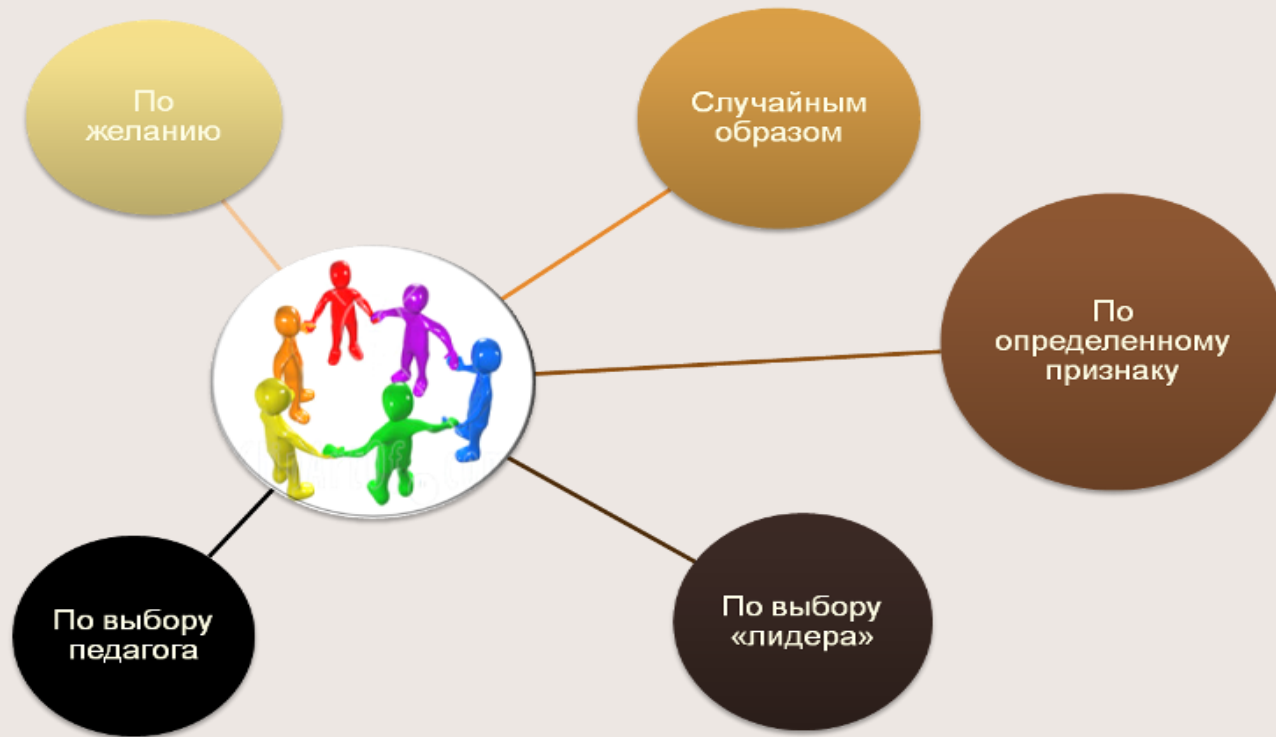 По
желанию
Случайным
образом
По
определенному
признаку
По выбору
педагога
По выбору
«лидера»